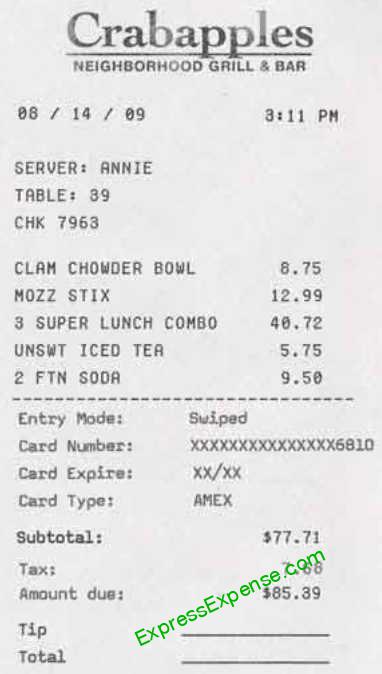 Crabapples
NEIGHBORHOOD GRILL & BAR
08 / 14 / 09 3:11 PM
SERVER: ANNIE
TABLE: 39
CHK 7963
CLAM CHOWDER BOWL 8.75
MOZZ STIX 12.99
3 SUPER LUNCH COMBO 40.72
UNSWT ICED TEA 5.75
2 FTN SODA 9.50
Entry Mode: Swiped
Card Number: XXXXXXXXXXXXXXX6810
Card Expire: XX/XX
Card Type: AMEX
Subtotal: $77.71
Tax: 7.68
Amount due: $85.39
ExpressExpense.com
Tip
Total